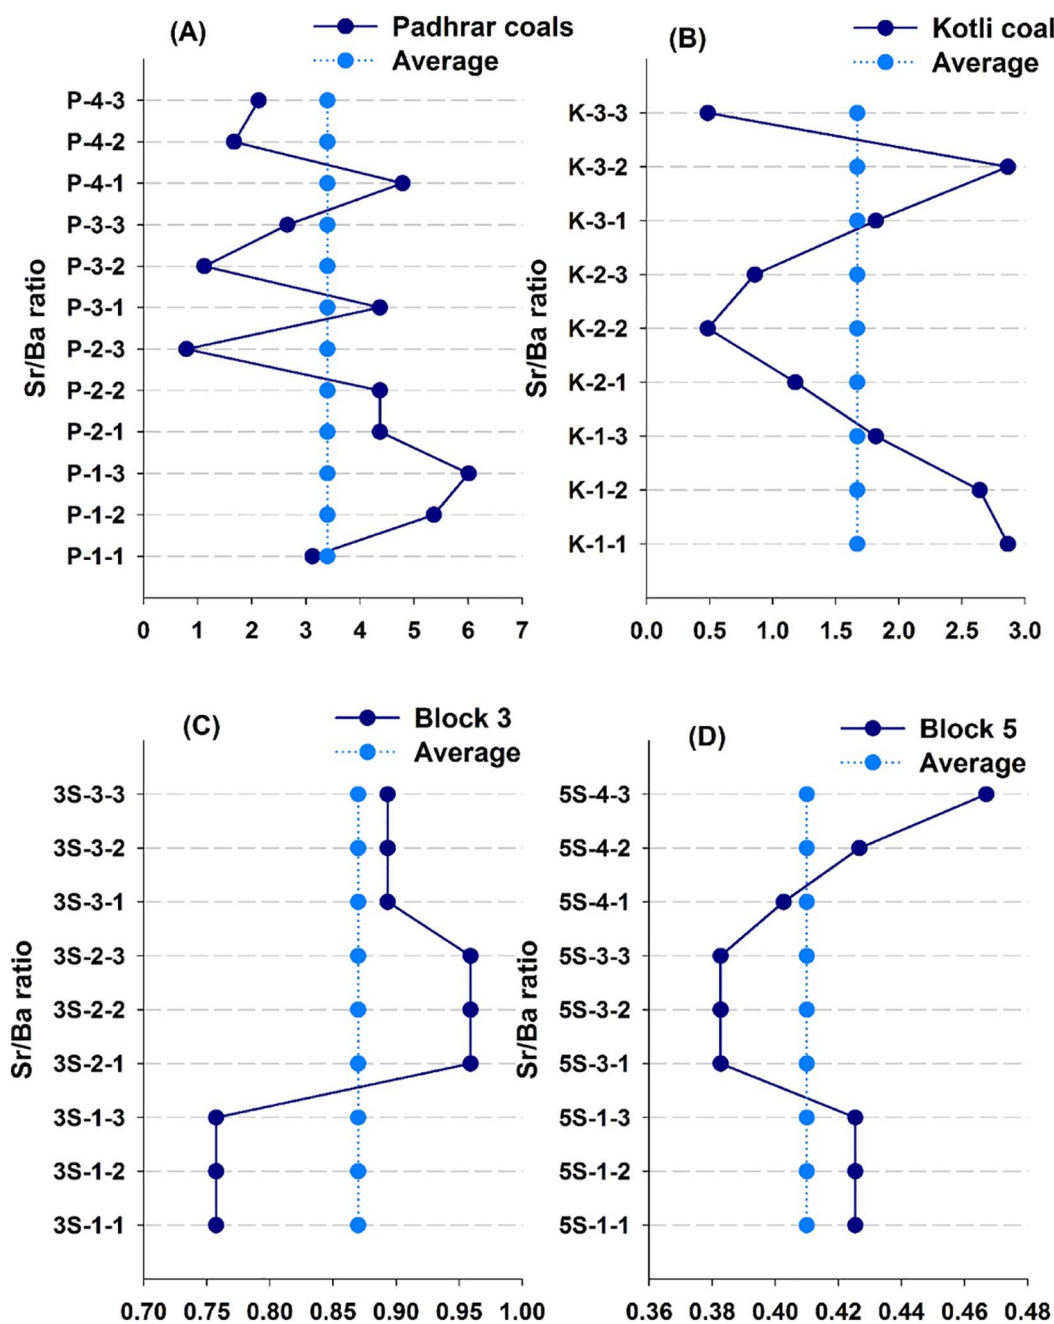 (A)
Padhrar coals
Average
P-4-3
P-4-2
P-4-1
P-3-3
P-3-2
P-3-1
P-2-3
P-2-2
P-2-1
P-1-3
P-1-2
P-1-1
Sr/Ba ratio
0 1 2 3 4 5 6 7
(B)
Kotli coal
Average
K-3-3
K-3-2
K-3-1
K-2-3
K-2-2
K-2-1
K-1-3
K-1-2
K-1-1
Sr/Ba ratio
0.0 0.5 1.0 1.5 2.0 2.5 3.0
(C)
Block 3
Average
3S-3-3
3S-3-2
3S-3-1
3S-2-3
3S-2-2
3S-2-1
3S-1-3
3S-1-2
3S-1-1
Sr/Ba ratio
0.70 0.75 0.80 0.85 0.90 0.95 1.00
(D)
Block 5
Average
5S-4-3
5S-4-2
5S-4-1
5S-3-3
5S-3-2
5S-3-1
5S-1-3
5S-1-2
5S-1-1
Sr/Ba ratio
0.36 0.38 0.40 0.42 0.44 0.46 0.48